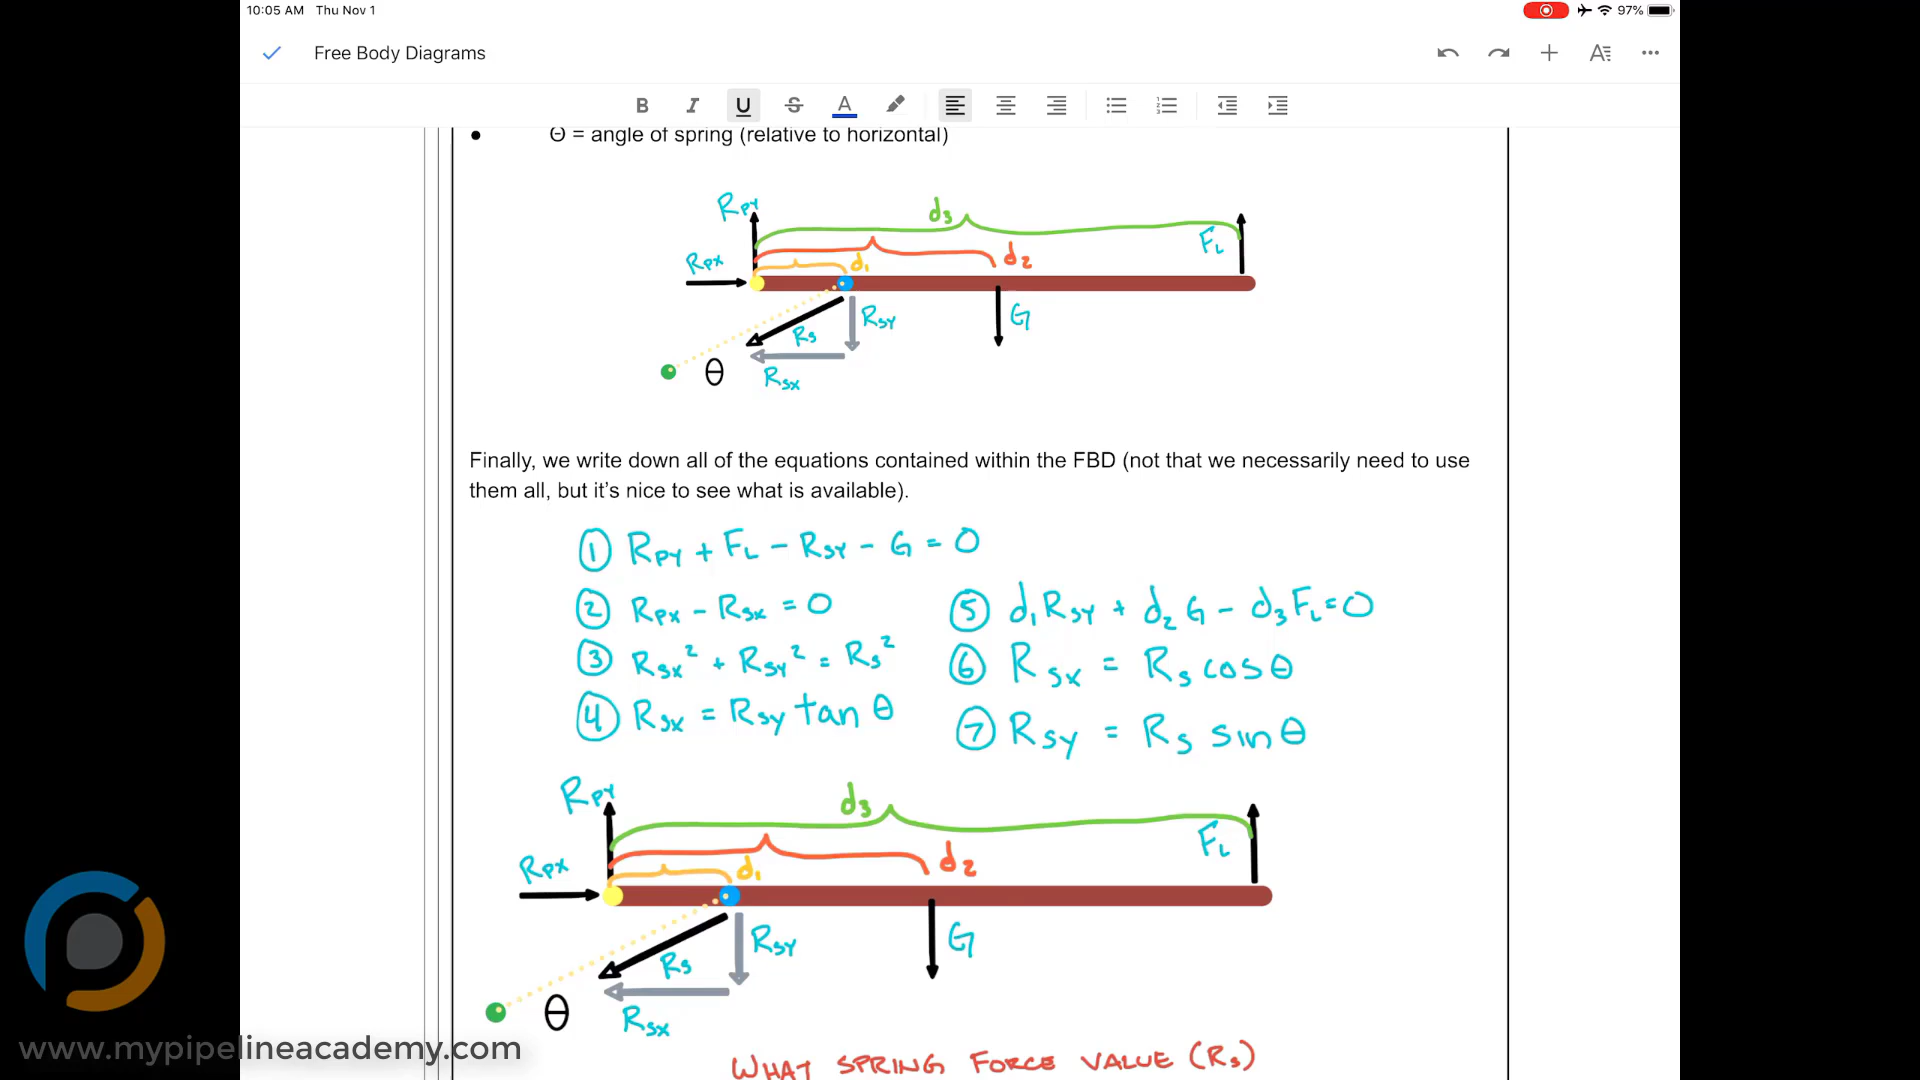 10:05 AM Thu Nov 1
97%
Free Body Diagrams
B I U S A
Θ = angle of spring (relative to horizontal)
RPY
d3
FL
RPX
d1
d2
RSY
G
RS
θ
RSX
Finally, we write down all of the equations contained within the FBD (not that we necessarily need to use
them all, but it's nice to see what is available).
① RPY + FL - RSY - G = 0
② RPX - RSX = 0
③ RSX² + RSY² = RS²
④ RSX = RSY tan θ
⑤ d1RSY + d2 G - d3FL = 0
⑥ RSX = RS cos θ
⑦ RSY = RS sin θ
RPY
d3
FL
RPX
d1
d2
RSY
G
RS
θ
RSX
WHAT SPRING FORCE VALUE (RS)
www.mypipelineacademy.com